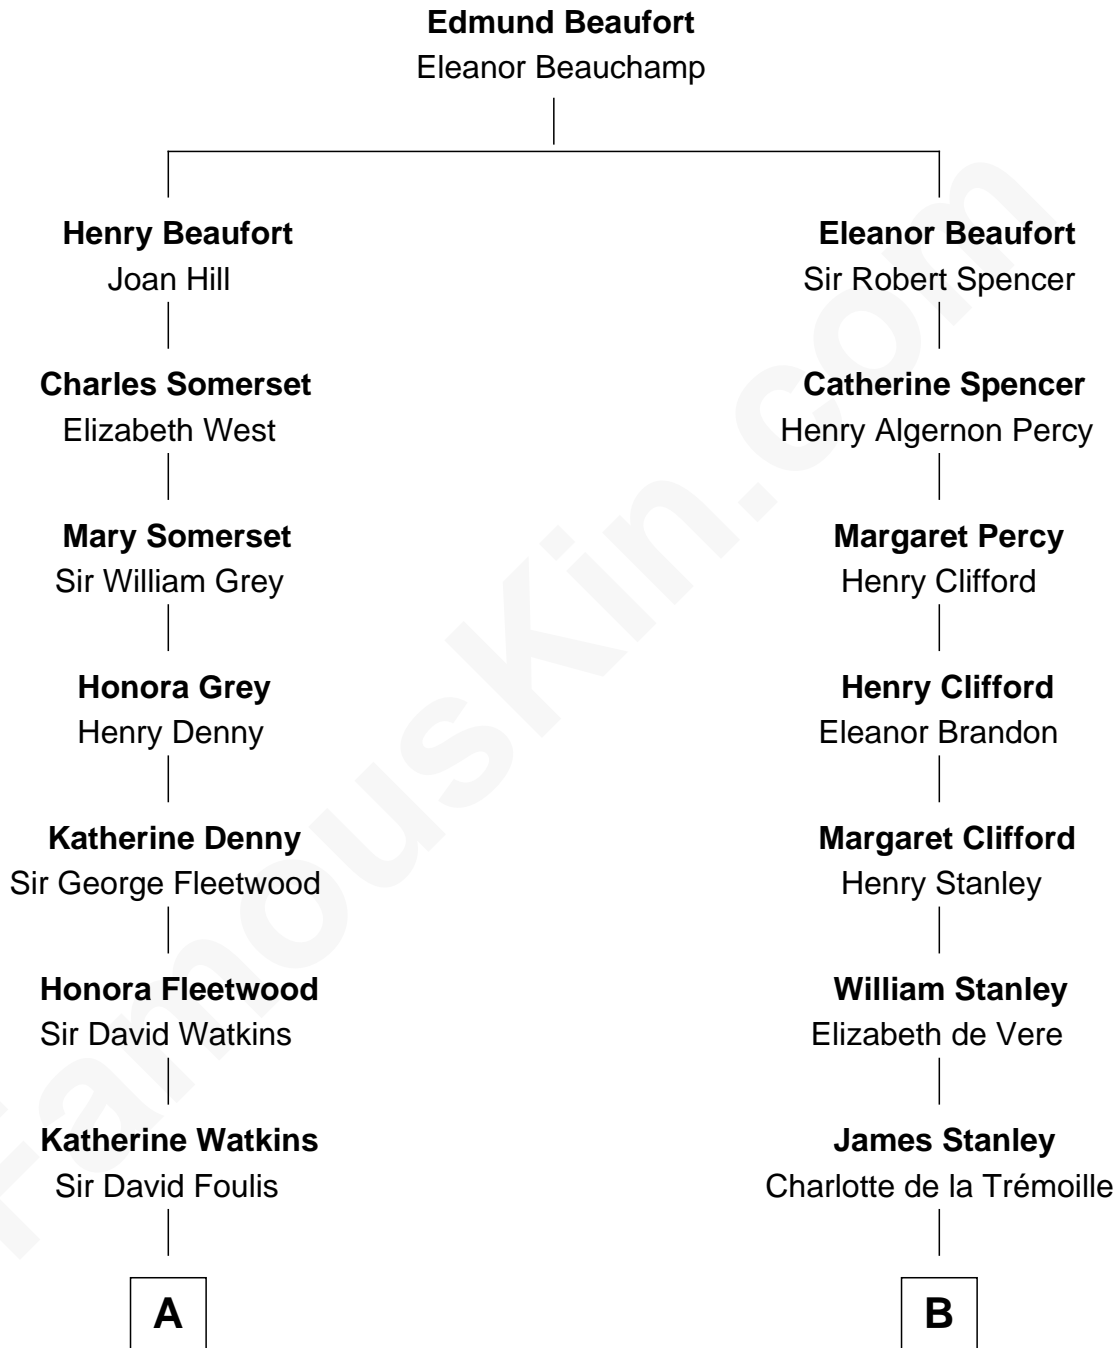 Edmund Beaufort
Eleanor Beauchamp
Henry Beaufort
Joan Hill
Eleanor Beaufort
Sir Robert Spencer
Charles Somerset
Elizabeth West
Catherine Spencer
Henry Algernon Percy
Mary Somerset
Sir William Grey
Margaret Percy
Henry Clifford
Honora Grey
Henry Denny
Henry Clifford
Eleanor Brandon
Katherine Denny
Sir George Fleetwood
Margaret Clifford
Henry Stanley
Honora Fleetwood
Sir David Watkins
William Stanley
Elizabeth de Vere
Katherine Watkins
Sir David Foulis
James Stanley
Charlotte de la Trémoille
A
B
FamousKin.com